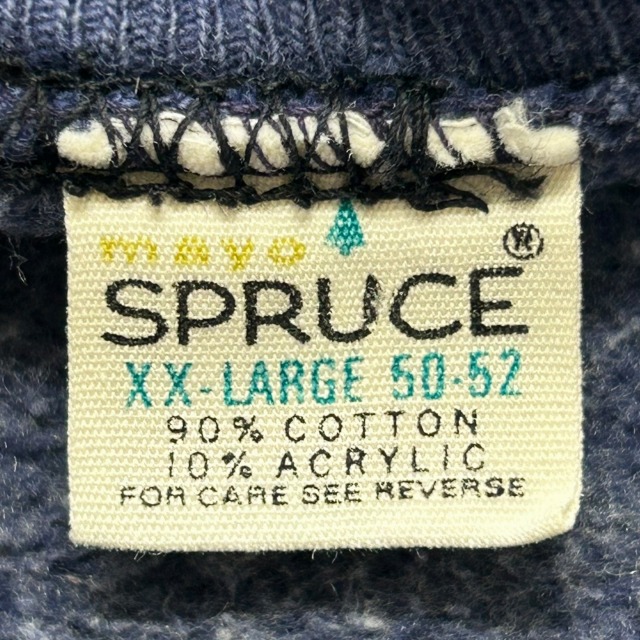 mayo
SPRUCE®
XX-LARGE 50-52
90% COTTON
10% ACRYLIC
FOR CARE SEE REVERSE